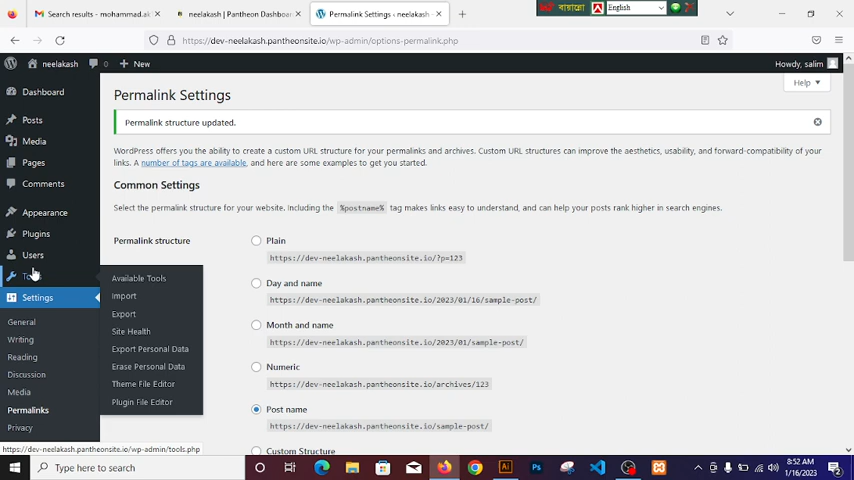 Search results - mohammad.ak
neelakash | Pantheon Dashboar
Permalink Settings ‹ neelakash
বায়ান্নো
English
https://dev-neelakash.pantheonsite.io/wp-admin/options-permalink.php
neelakash
0
New
Howdy, salim
Dashboard
Posts
Media
Pages
Comments
Appearance
Plugins
Users
Settings
General
Writing
Reading
Discussion
Media
Permalinks
Privacy
Available Tools
Import
Export
Site Health
Export Personal Data
Erase Personal Data
Theme File Editor
Plugin File Editor
Help
Permalink Settings
Permalink structure updated.
WordPress offers you the ability to create a custom URL structure for your permalinks and archives. Custom URL structures can improve the aesthetics, usability, and forward-compatibility of your
links. A number of tags are available, and here are some examples to get you started.
Common Settings
Select the permalink structure for your website. Including the %postname% tag makes links easy to understand, and can help your posts rank higher in search engines.
Permalink structure
Plain
https://dev-neelakash.pantheonsite.io/?p=123
Day and name
https://dev-neelakash.pantheonsite.io/2023/01/16/sample-post/
Month and name
https://dev-neelakash.pantheonsite.io/2023/01/sample-post/
Numeric
https://dev-neelakash.pantheonsite.io/archives/123
Post name
https://dev-neelakash.pantheonsite.io/sample-post/
Custom Structure
https://dev-neelakash.pantheonsite.io/wp-admin/tools.php
Type here to search
8:52 AM
1/16/2023